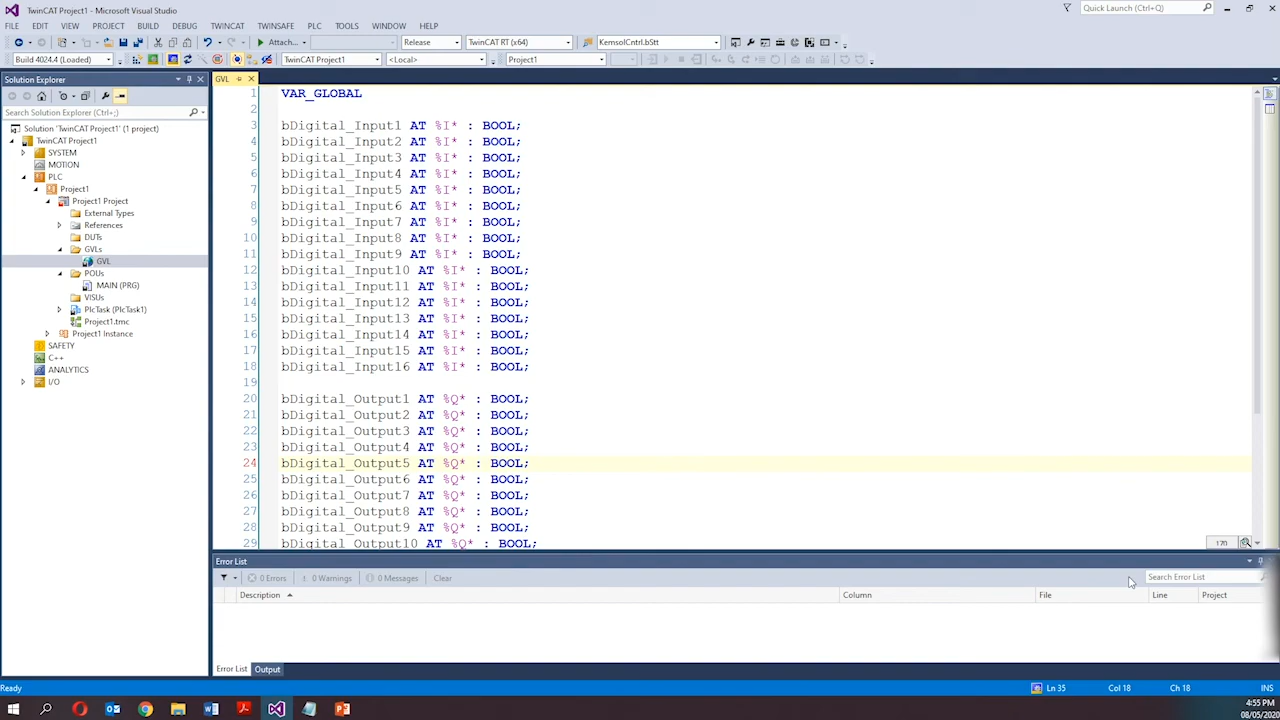 TwinCAT Project1 - Microsoft Visual Studio
Quick Launch (Ctrl+Q)
FILE EDIT VIEW PROJECT BUILD DEBUG TWINCAT TWINSAFE PLC TOOLS WINDOW HELP
Attach... Release TwinCAT RT (x64) KemsolCntrl.bStt
Build 4024.4 (Loaded) TwinCAT Project1 <Local> Project1
Solution Explorer
GVL
Search Solution Explorer (Ctrl+;)
Solution 'TwinCAT Project1' (1 project)
TwinCAT Project1
SYSTEM
MOTION
PLC
Project1
Project1 Project
External Types
References
DUTs
GVLs
GVL
POUs
MAIN (PRG)
VISUs
PlcTask (PlcTask1)
Project1.tmc
Project1 Instance
SAFETY
C++
ANALYTICS
I/O
1 VAR_GLOBAL
2
3 bDigital_Input1 AT %I* : BOOL;
4 bDigital_Input2 AT %I* : BOOL;
5 bDigital_Input3 AT %I* : BOOL;
6 bDigital_Input4 AT %I* : BOOL;
7 bDigital_Input5 AT %I* : BOOL;
8 bDigital_Input6 AT %I* : BOOL;
9 bDigital_Input7 AT %I* : BOOL;
10 bDigital_Input8 AT %I* : BOOL;
11 bDigital_Input9 AT %I* : BOOL;
12 bDigital_Input10 AT %I* : BOOL;
13 bDigital_Input11 AT %I* : BOOL;
14 bDigital_Input12 AT %I* : BOOL;
15 bDigital_Input13 AT %I* : BOOL;
16 bDigital_Input14 AT %I* : BOOL;
17 bDigital_Input15 AT %I* : BOOL;
18 bDigital_Input16 AT %I* : BOOL;
19
20 bDigital_Output1 AT %Q* : BOOL;
21 bDigital_Output2 AT %Q* : BOOL;
22 bDigital_Output3 AT %Q* : BOOL;
23 bDigital_Output4 AT %Q* : BOOL;
24 bDigital_Output5 AT %Q* : BOOL;
25 bDigital_Output6 AT %Q* : BOOL;
26 bDigital_Output7 AT %Q* : BOOL;
27 bDigital_Output8 AT %Q* : BOOL;
28 bDigital_Output9 AT %Q* : BOOL;
29 bDigital_Output10 AT %Q* : BOOL;
170
Error List
0 Errors 0 Warnings 0 Messages Clear
Search Error List
Description Column File Line Project
Error List Output
Ready Ln 35 Col 18 Ch 18 INS
4:55 PM
08/05/2020